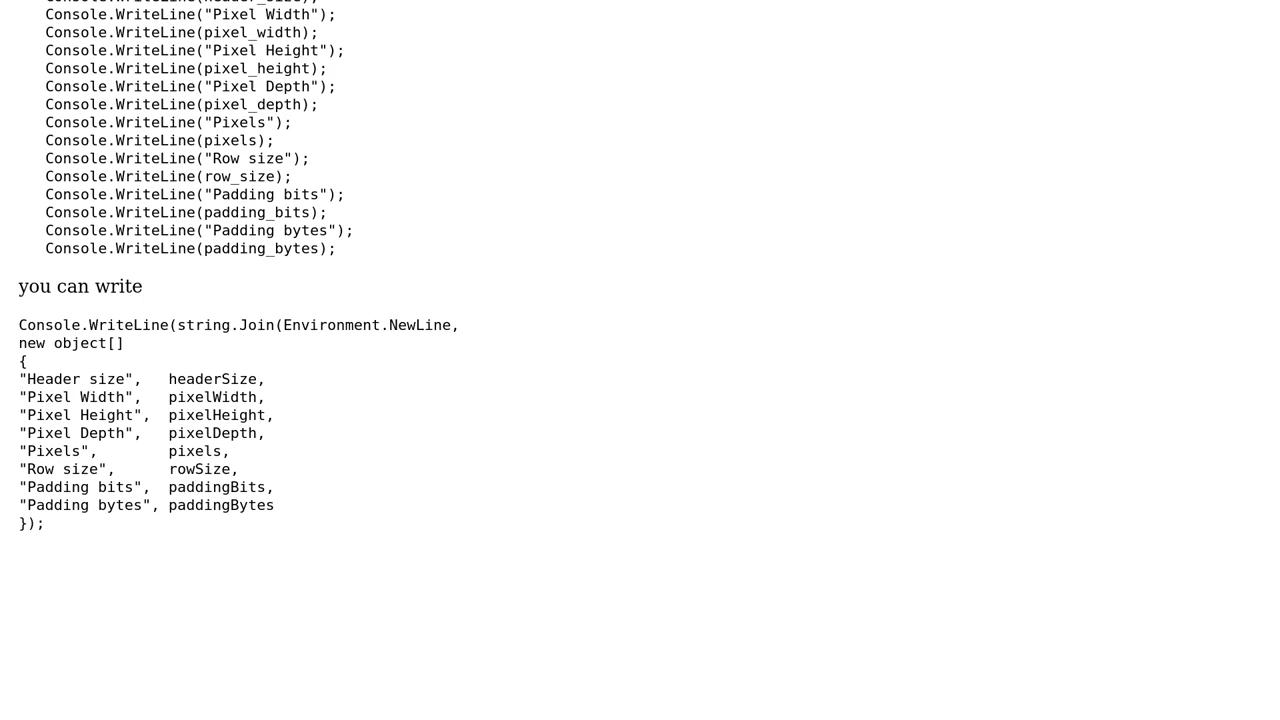 Console.WriteLine(header_size);
Console.WriteLine("Pixel Width");
Console.WriteLine(pixel_width);
Console.WriteLine("Pixel Height");
Console.WriteLine(pixel_height);
Console.WriteLine("Pixel Depth");
Console.WriteLine(pixel_depth);
Console.WriteLine("Pixels");
Console.WriteLine(pixels);
Console.WriteLine("Row size");
Console.WriteLine(row_size);
Console.WriteLine("Padding bits");
Console.WriteLine(padding_bits);
Console.WriteLine("Padding bytes");
Console.WriteLine(padding_bytes);
you can write
Console.WriteLine(string.Join(Environment.NewLine,
new object[]
{
"Header size",   headerSize,
"Pixel Width",   pixelWidth,
"Pixel Height",  pixelHeight,
"Pixel Depth",   pixelDepth,
"Pixels",        pixels,
"Row size",      rowSize,
"Padding bits",  paddingBits,
"Padding bytes", paddingBytes
});